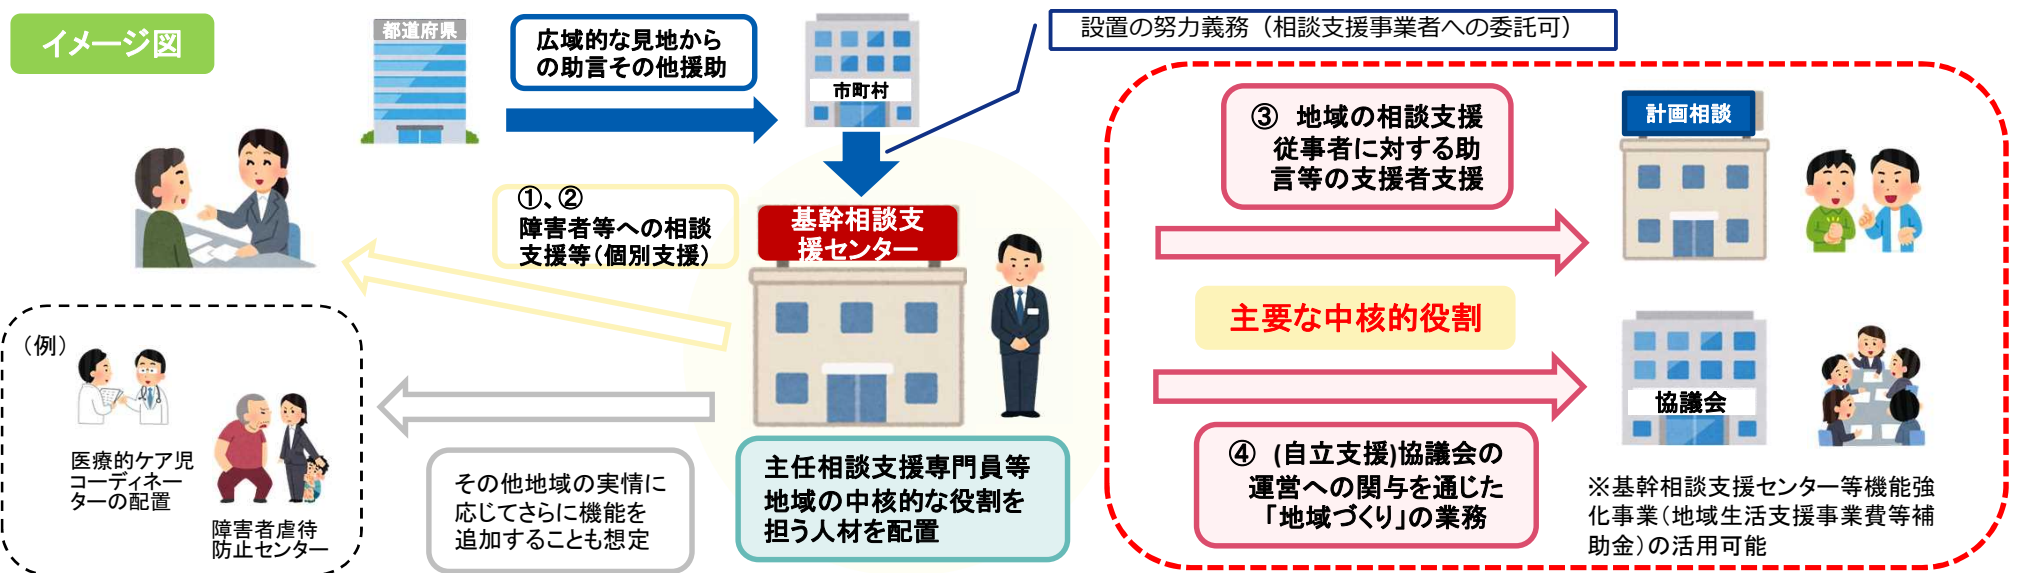 イメージ図
都道府県
広域的な見地から
の助言その他援助
市町村
設置の努力義務（相談支援事業者への委託可）
①、②
障害者等への相談
支援等（個別支援）
基幹相談支
援センター
③ 地域の相談支援
従事者に対する助
言等の支援者支援
計画相談
主要な中核的役割
協議会
④ (自立支援)協議会の
運営への関与を通じた
「地域づくり」の業務
※基幹相談支援センター等機能強
化事業（地域生活支援事業費等補
助金）の活用可能
主任相談支援専門員等
地域の中核的な役割を
担う人材を配置
その他地域の実情に
応じてさらに機能を
追加することも想定
（例）
医療的ケア児
コーディネー
ターの配置
障害者虐待
防止センター